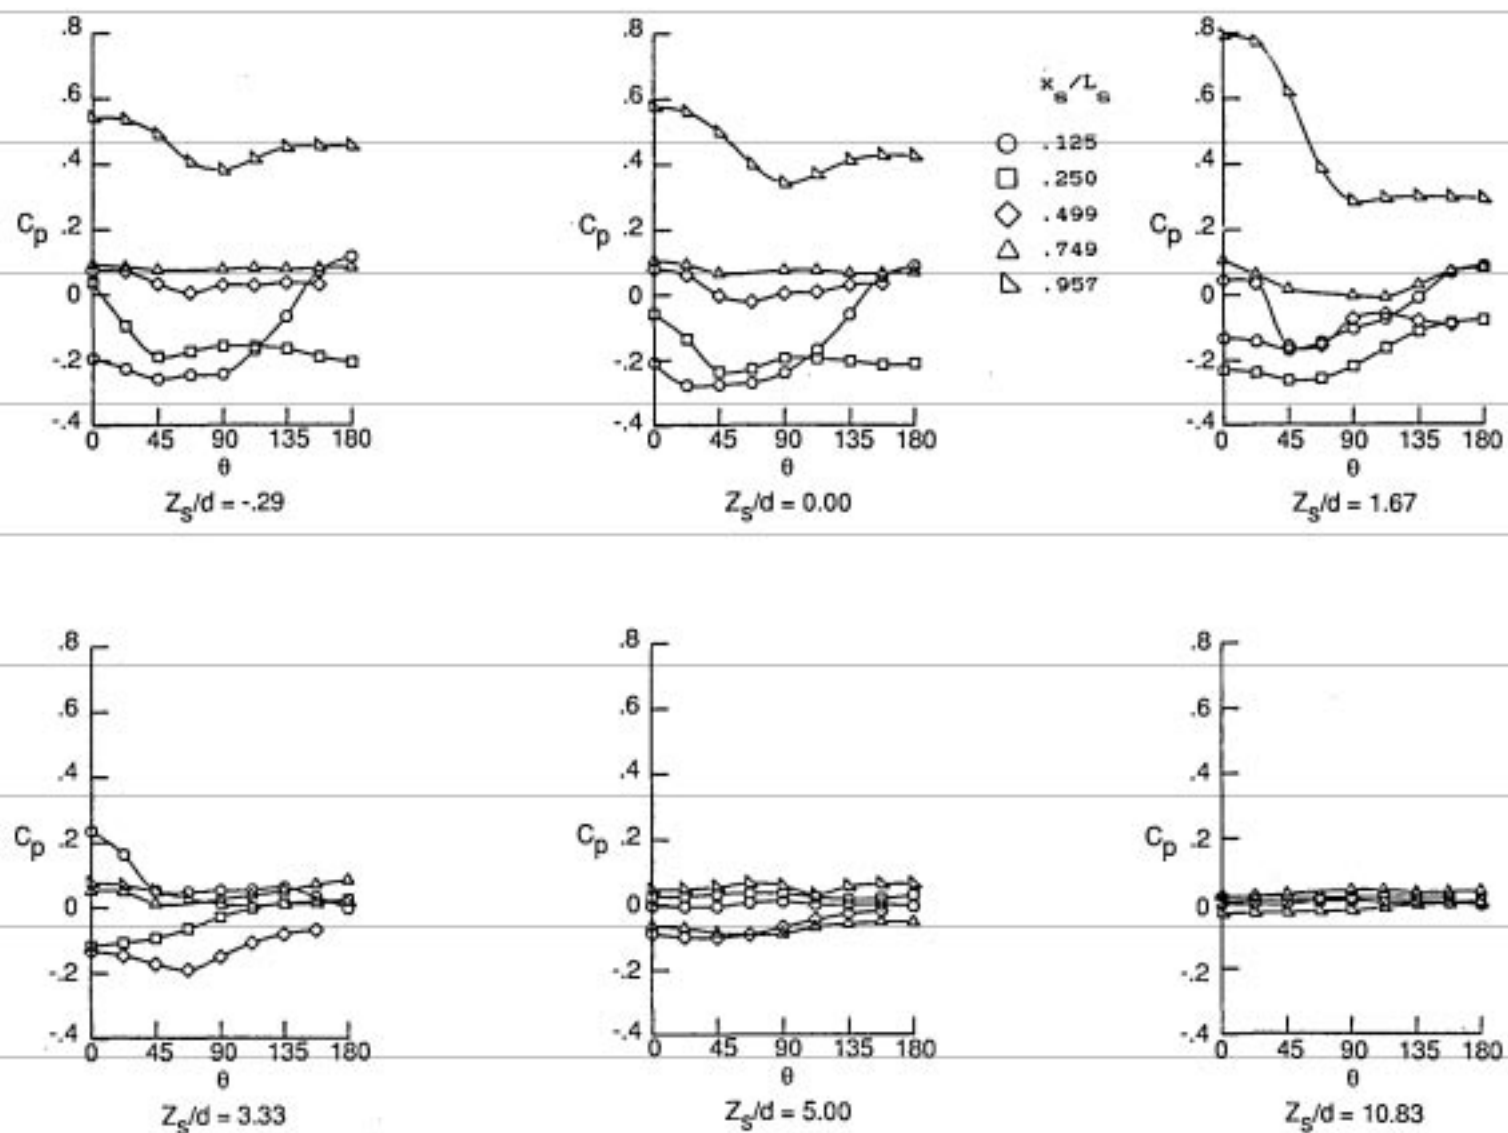 .8 .6 .4 .2 0 -.2 -.4
Cp
0 45 90 135 180
θ
Zs/d = -.29
.8 .6 .4 .2 0 -.2 -.4
Cp
0 45 90 135 180
θ
Zs/d = 0.00
xs/Ls
.125
.250
.499
.749
.957
.8 .6 .4 .2 0 -.2 -.4
Cp
0 45 90 135 180
θ
Zs/d = 1.67
.8 .6 .4 .2 0 -.2 -.4
Cp
0 45 90 135 180
θ
Zs/d = 3.33
.8 .6 .4 .2 0 -.2 -.4
Cp
0 45 90 135 180
θ
Zs/d = 5.00
.8 .6 .4 .2 0 -.2 -.4
Cp
0 45 90 135 180
θ
Zs/d = 10.83